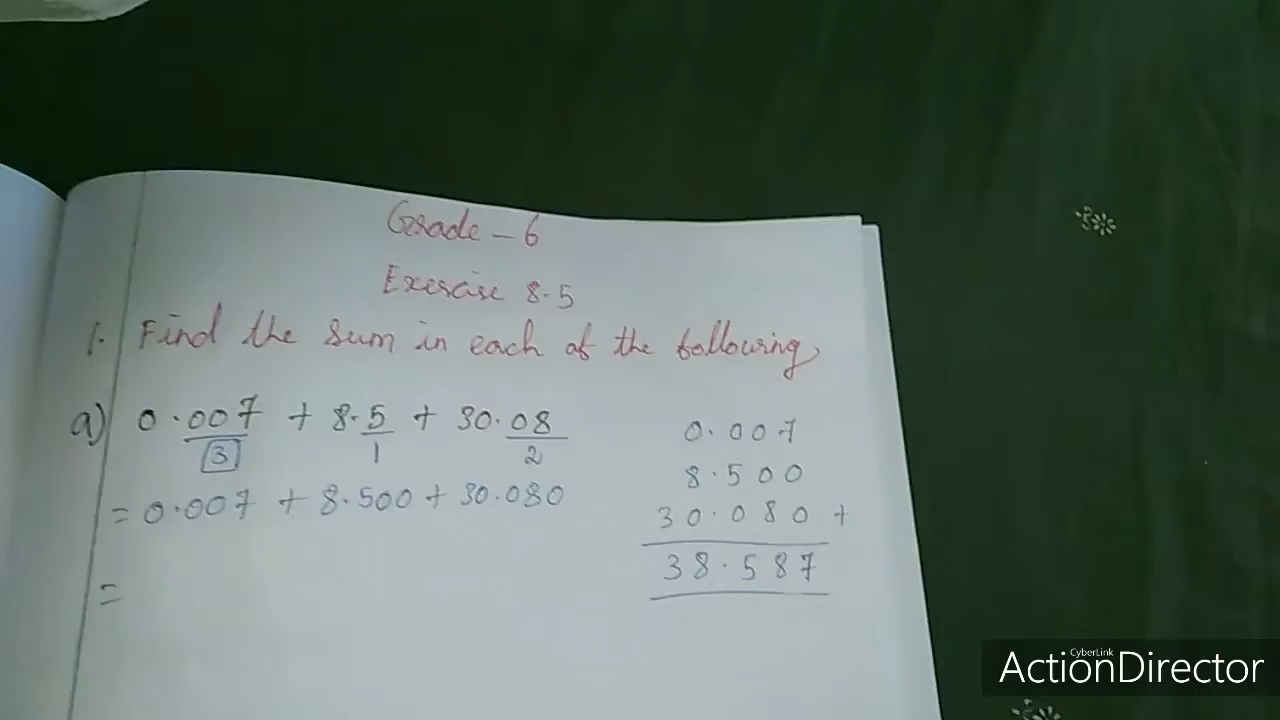 Grade - 6
Exercise 8.5
1. Find the sum in each of the following,
a) 0.007 + 8.5 + 30.08
3 1 2
= 0.007 + 8.500 + 30.080
=
0.007
8.500
30.080 +
38.587
CyberLink
ActionDirector